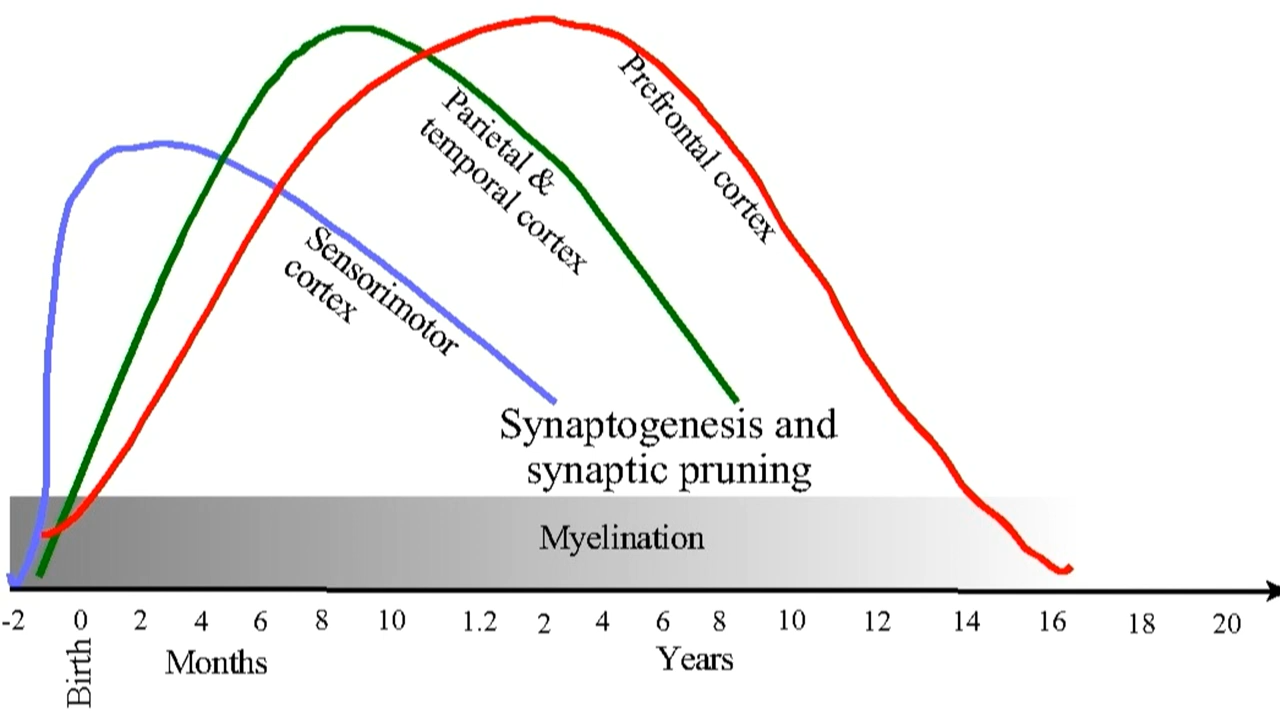 Prefrontal cortex
Parietal &
temporal cortex
Sensorimotor
cortex
Synaptogenesis and
synaptic pruning
Myelination
-2 0 2 4 6 8 10 1.2 2 4 6 8 10 12 14 16 18 20
Birth
Months
Years